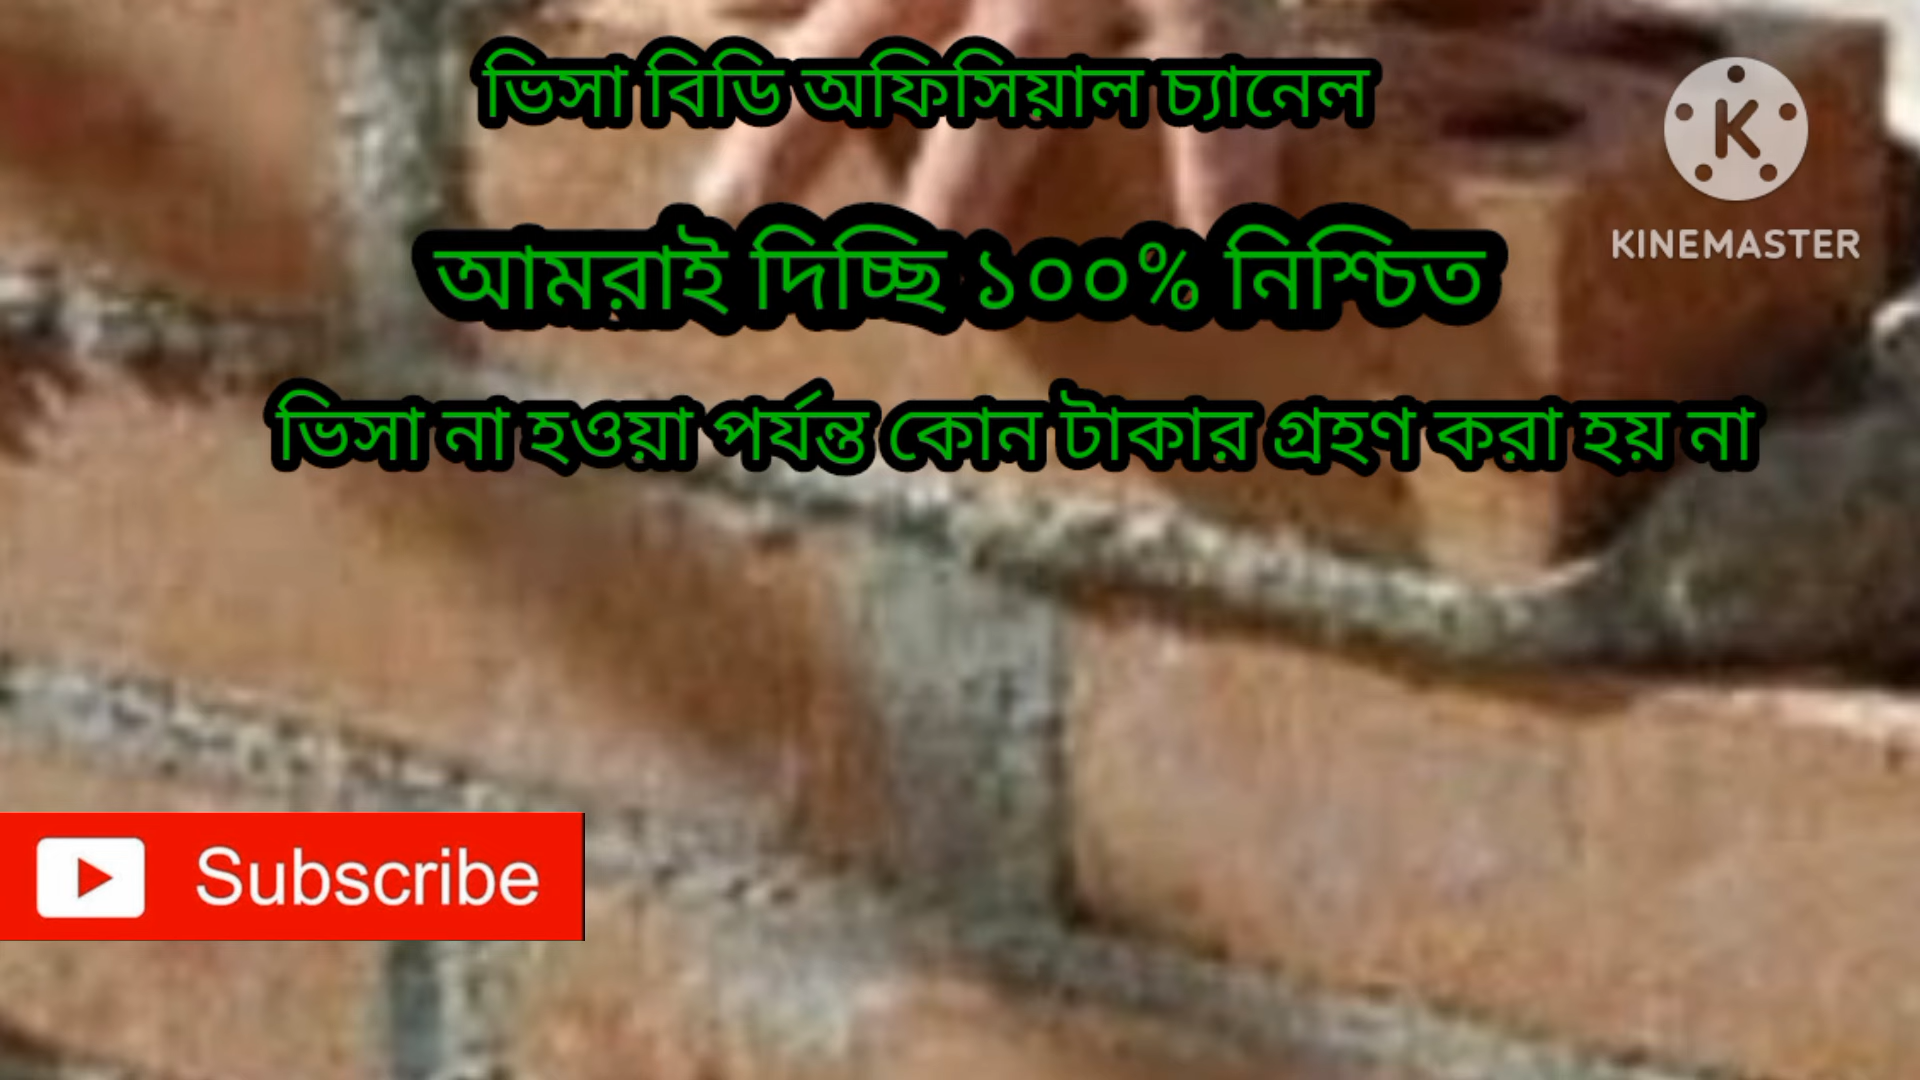 ভিসা বিডি অফিসিয়াল চ্যানেল
আমরাই দিচ্ছি ১০০% নিশ্চিত
ভিসা না হওয়া পর্যন্ত কোন টাকার গ্রহণ করা হয় না
K
KINEMASTER
Subscribe